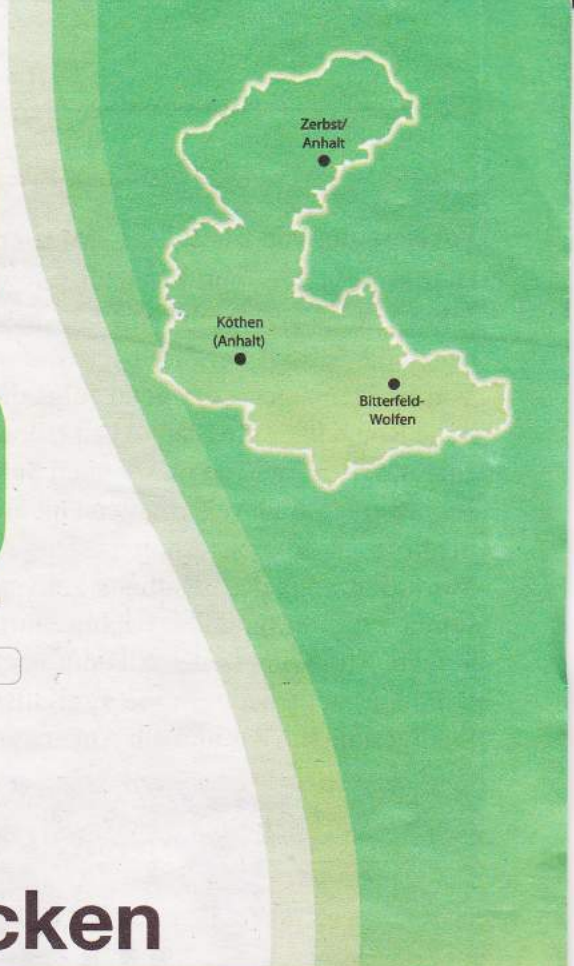 Zerbst/
Anhalt
Köthen
(Anhalt)
Bitterfeld-
Wolfen
cken